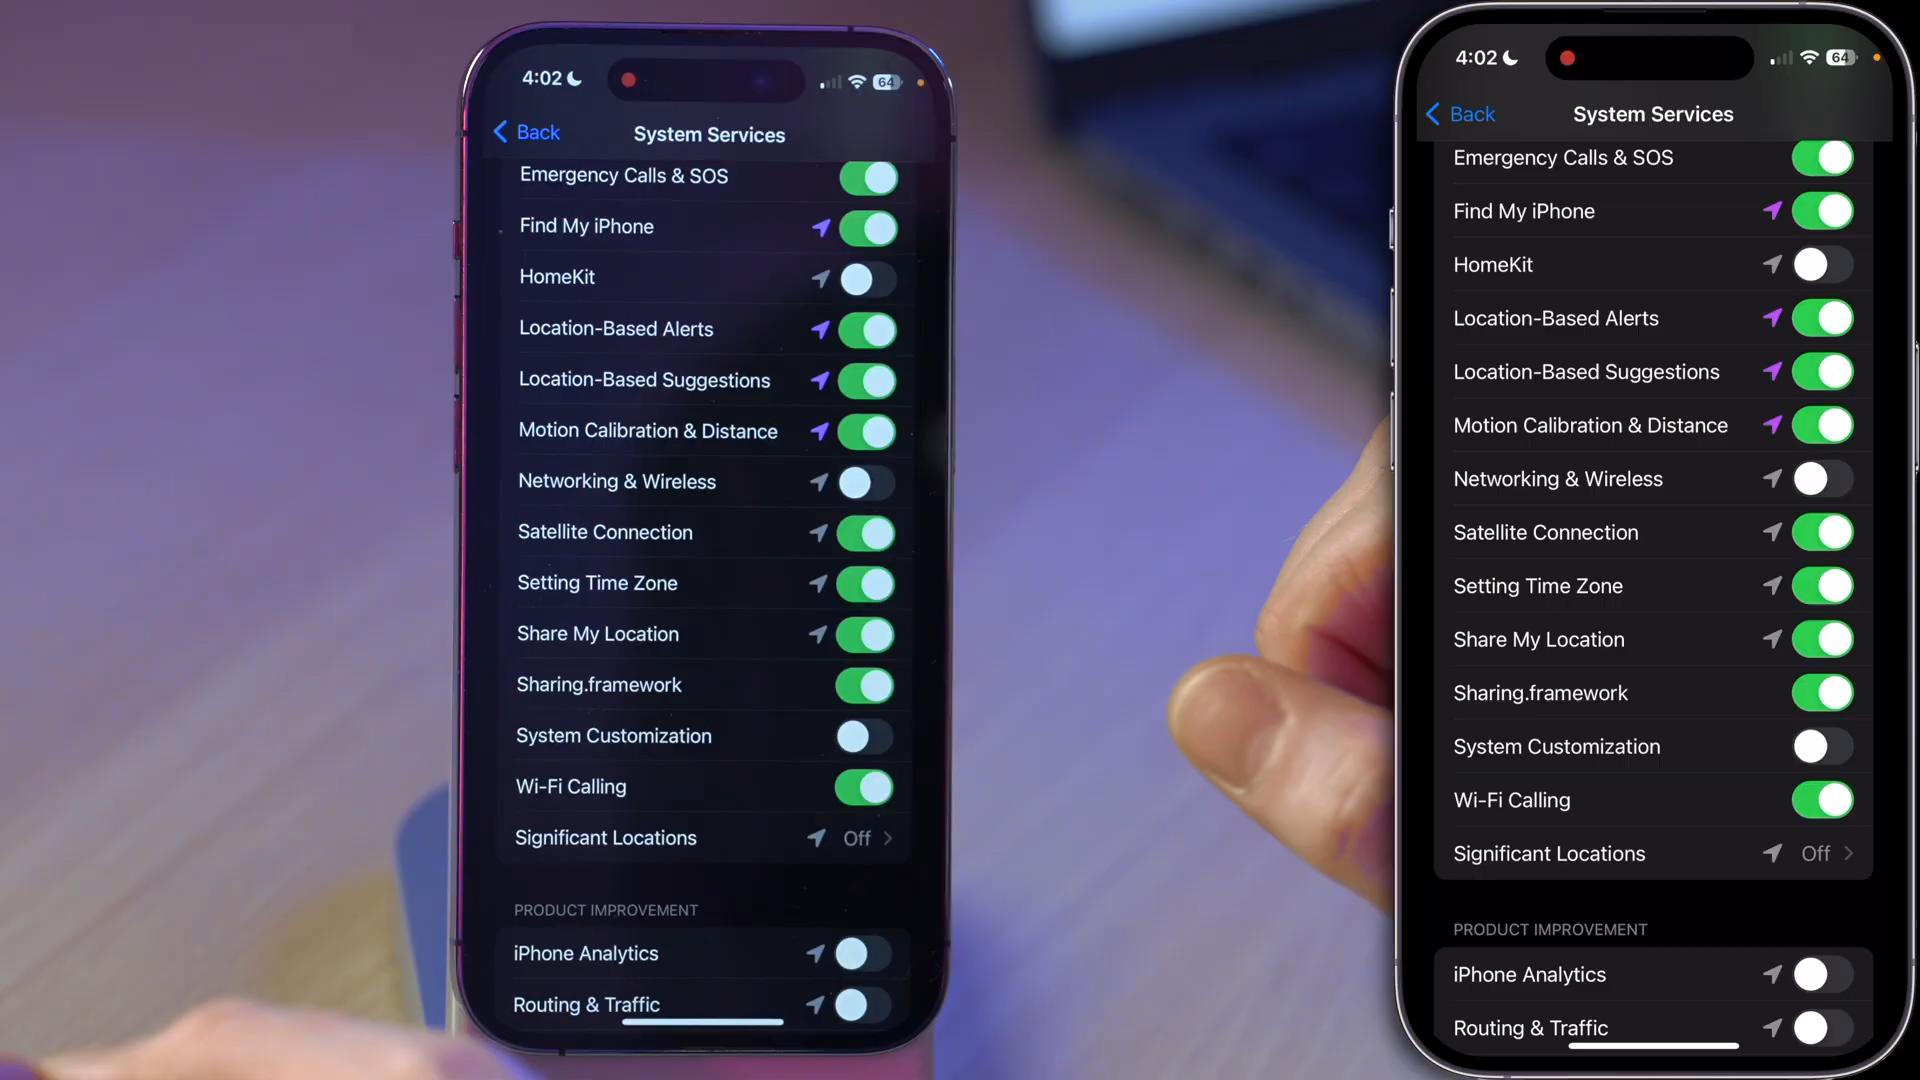 4:02
64
Back
System Services
Emergency Calls & SOS
Find My iPhone
HomeKit
Location-Based Alerts
Location-Based Suggestions
Motion Calibration & Distance
Networking & Wireless
Satellite Connection
Setting Time Zone
Share My Location
Sharing.framework
System Customization
Wi-Fi Calling
Significant Locations Off
PRODUCT IMPROVEMENT
iPhone Analytics
Routing & Traffic
4:02
64
Back
System Services
Emergency Calls & SOS
Find My iPhone
HomeKit
Location-Based Alerts
Location-Based Suggestions
Motion Calibration & Distance
Networking & Wireless
Satellite Connection
Setting Time Zone
Share My Location
Sharing.framework
System Customization
Wi-Fi Calling
Significant Locations Off
PRODUCT IMPROVEMENT
iPhone Analytics
Routing & Traffic